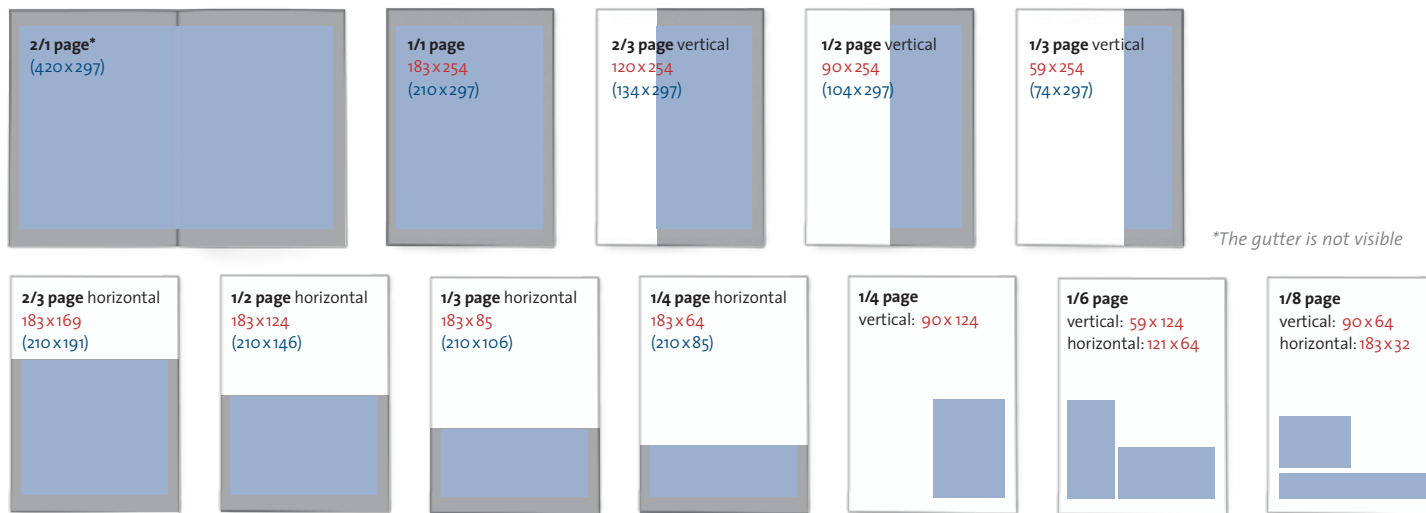 2/1 page*
(420 x 297)
1/1 page
183 x 254
(210 x 297)
2/3 page vertical
120 x 254
(134 x 297)
1/2 page vertical
90 x 254
(104 x 297)
1/3 page vertical
59 x 254
(74 x 297)
*The gutter is not visible
2/3 page horizontal
183 x 169
(210 x 191)
1/2 page horizontal
183 x 124
(210 x 146)
1/3 page horizontal
183 x 85
(210 x 106)
1/4 page horizontal
183 x 64
(210 x 85)
1/4 page
vertical: 90 x 124
1/6 page
vertical: 59 x 124
horizontal: 121 x 64
1/8 page
vertical: 90 x 64
horizontal: 183 x 32